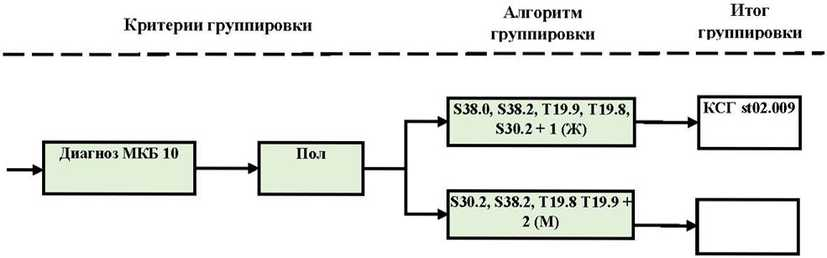 Критерии группировки
Алгоритм
группировки
Итог
группировки
Диагноз МКБ 10
Пол
S38.0, S38.2, T19.9, T19.8,
S30.2 + 1 (Ж)
КСГ st02.009
S30.2, S38.2, T19.8 T19.9 +
2 (М)